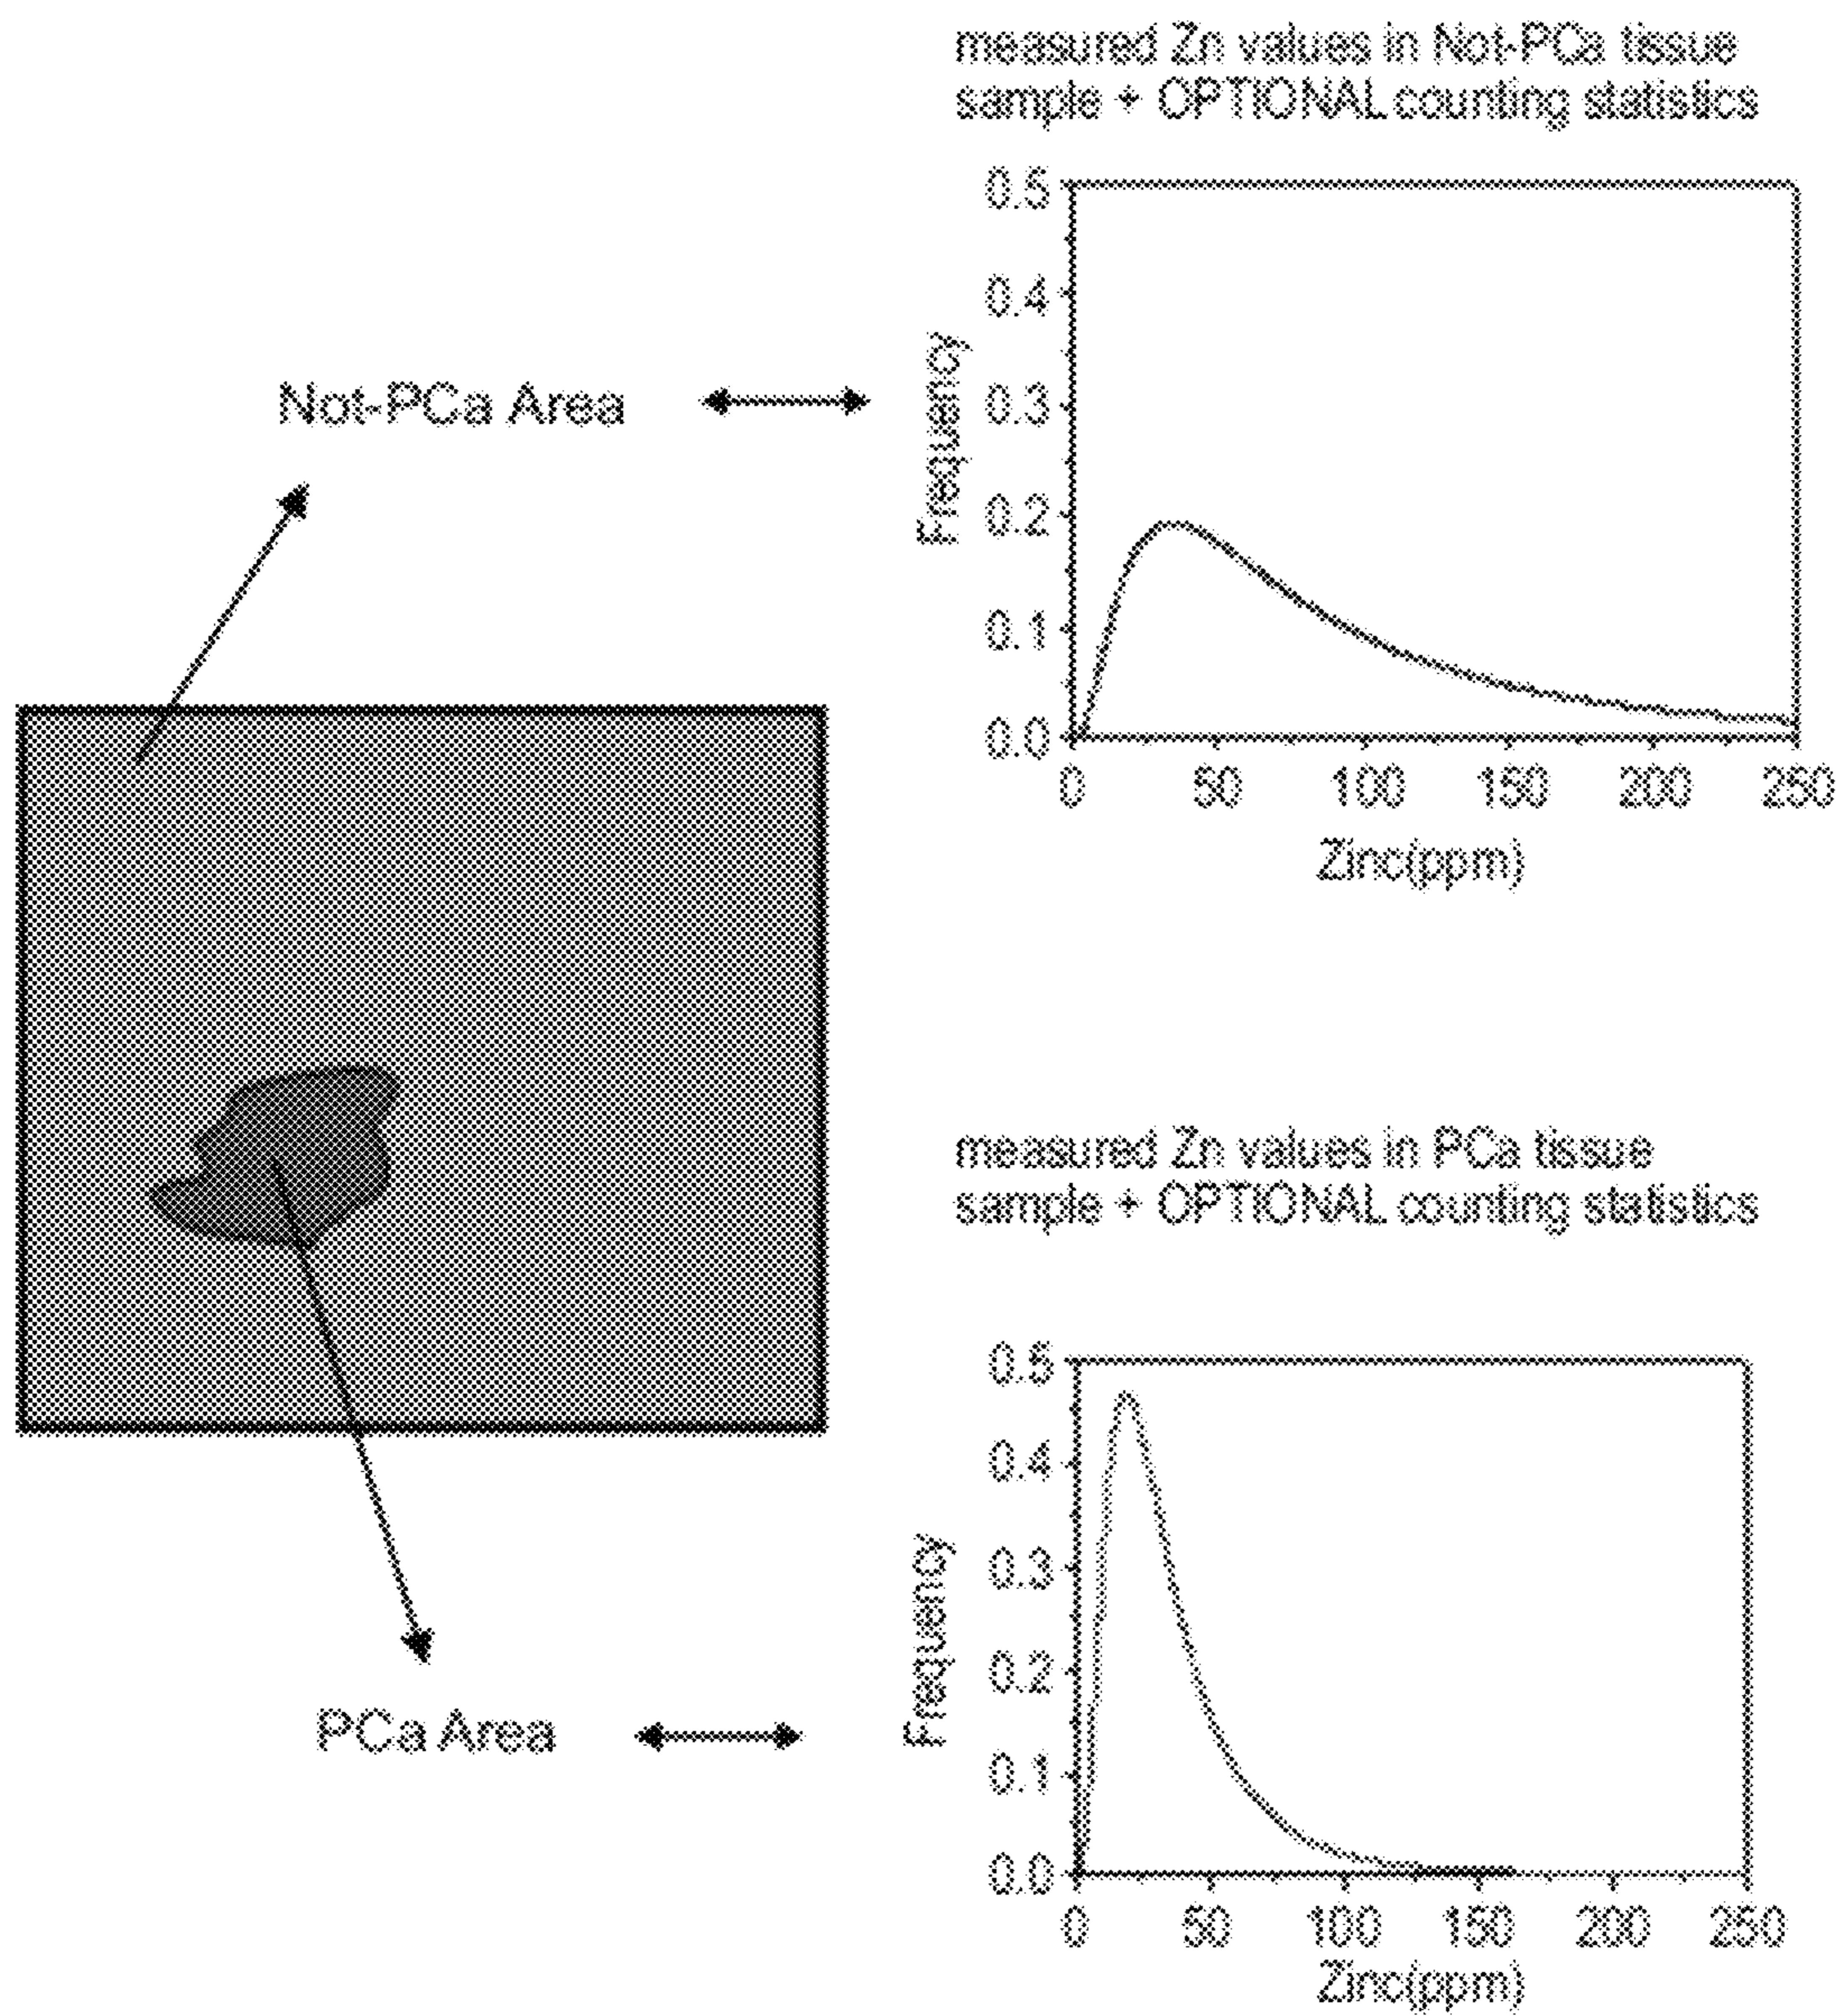 measured Zn values in Not-PCa tissue
sample + OPTIONAL counting statistics
0.5
0.4
0.3
0.2
0.1
0.0
Frequency
0 50 100 150 200 250
Zinc(ppm)
Not-PCa Area
measured Zn values in PCa tissue
sample + OPTIONAL counting statistics
0.5
0.4
0.3
0.2
0.1
0.0
Frequency
0 50 100 150 200 250
Zinc(ppm)
PCa Area